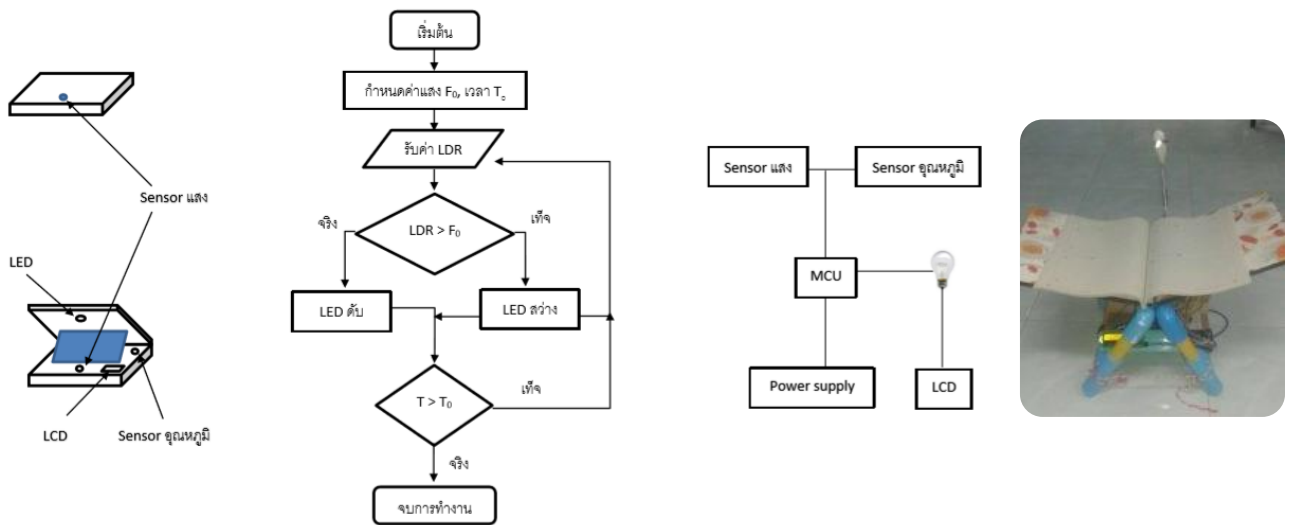 Sensor แสง
LED
LCD
Sensor อุณหภูมิ
เริ่มต้น
กำหนดค่าแสง F₀, เวลา T₀
รับค่า LDR
จริง
LDR > F₀
เท็จ
LED ดับ
LED สว่าง
T > T₀
เท็จ
จริง
จบการทำงาน
Sensor แสง
Sensor อุณหภูมิ
MCU
Power supply
LCD